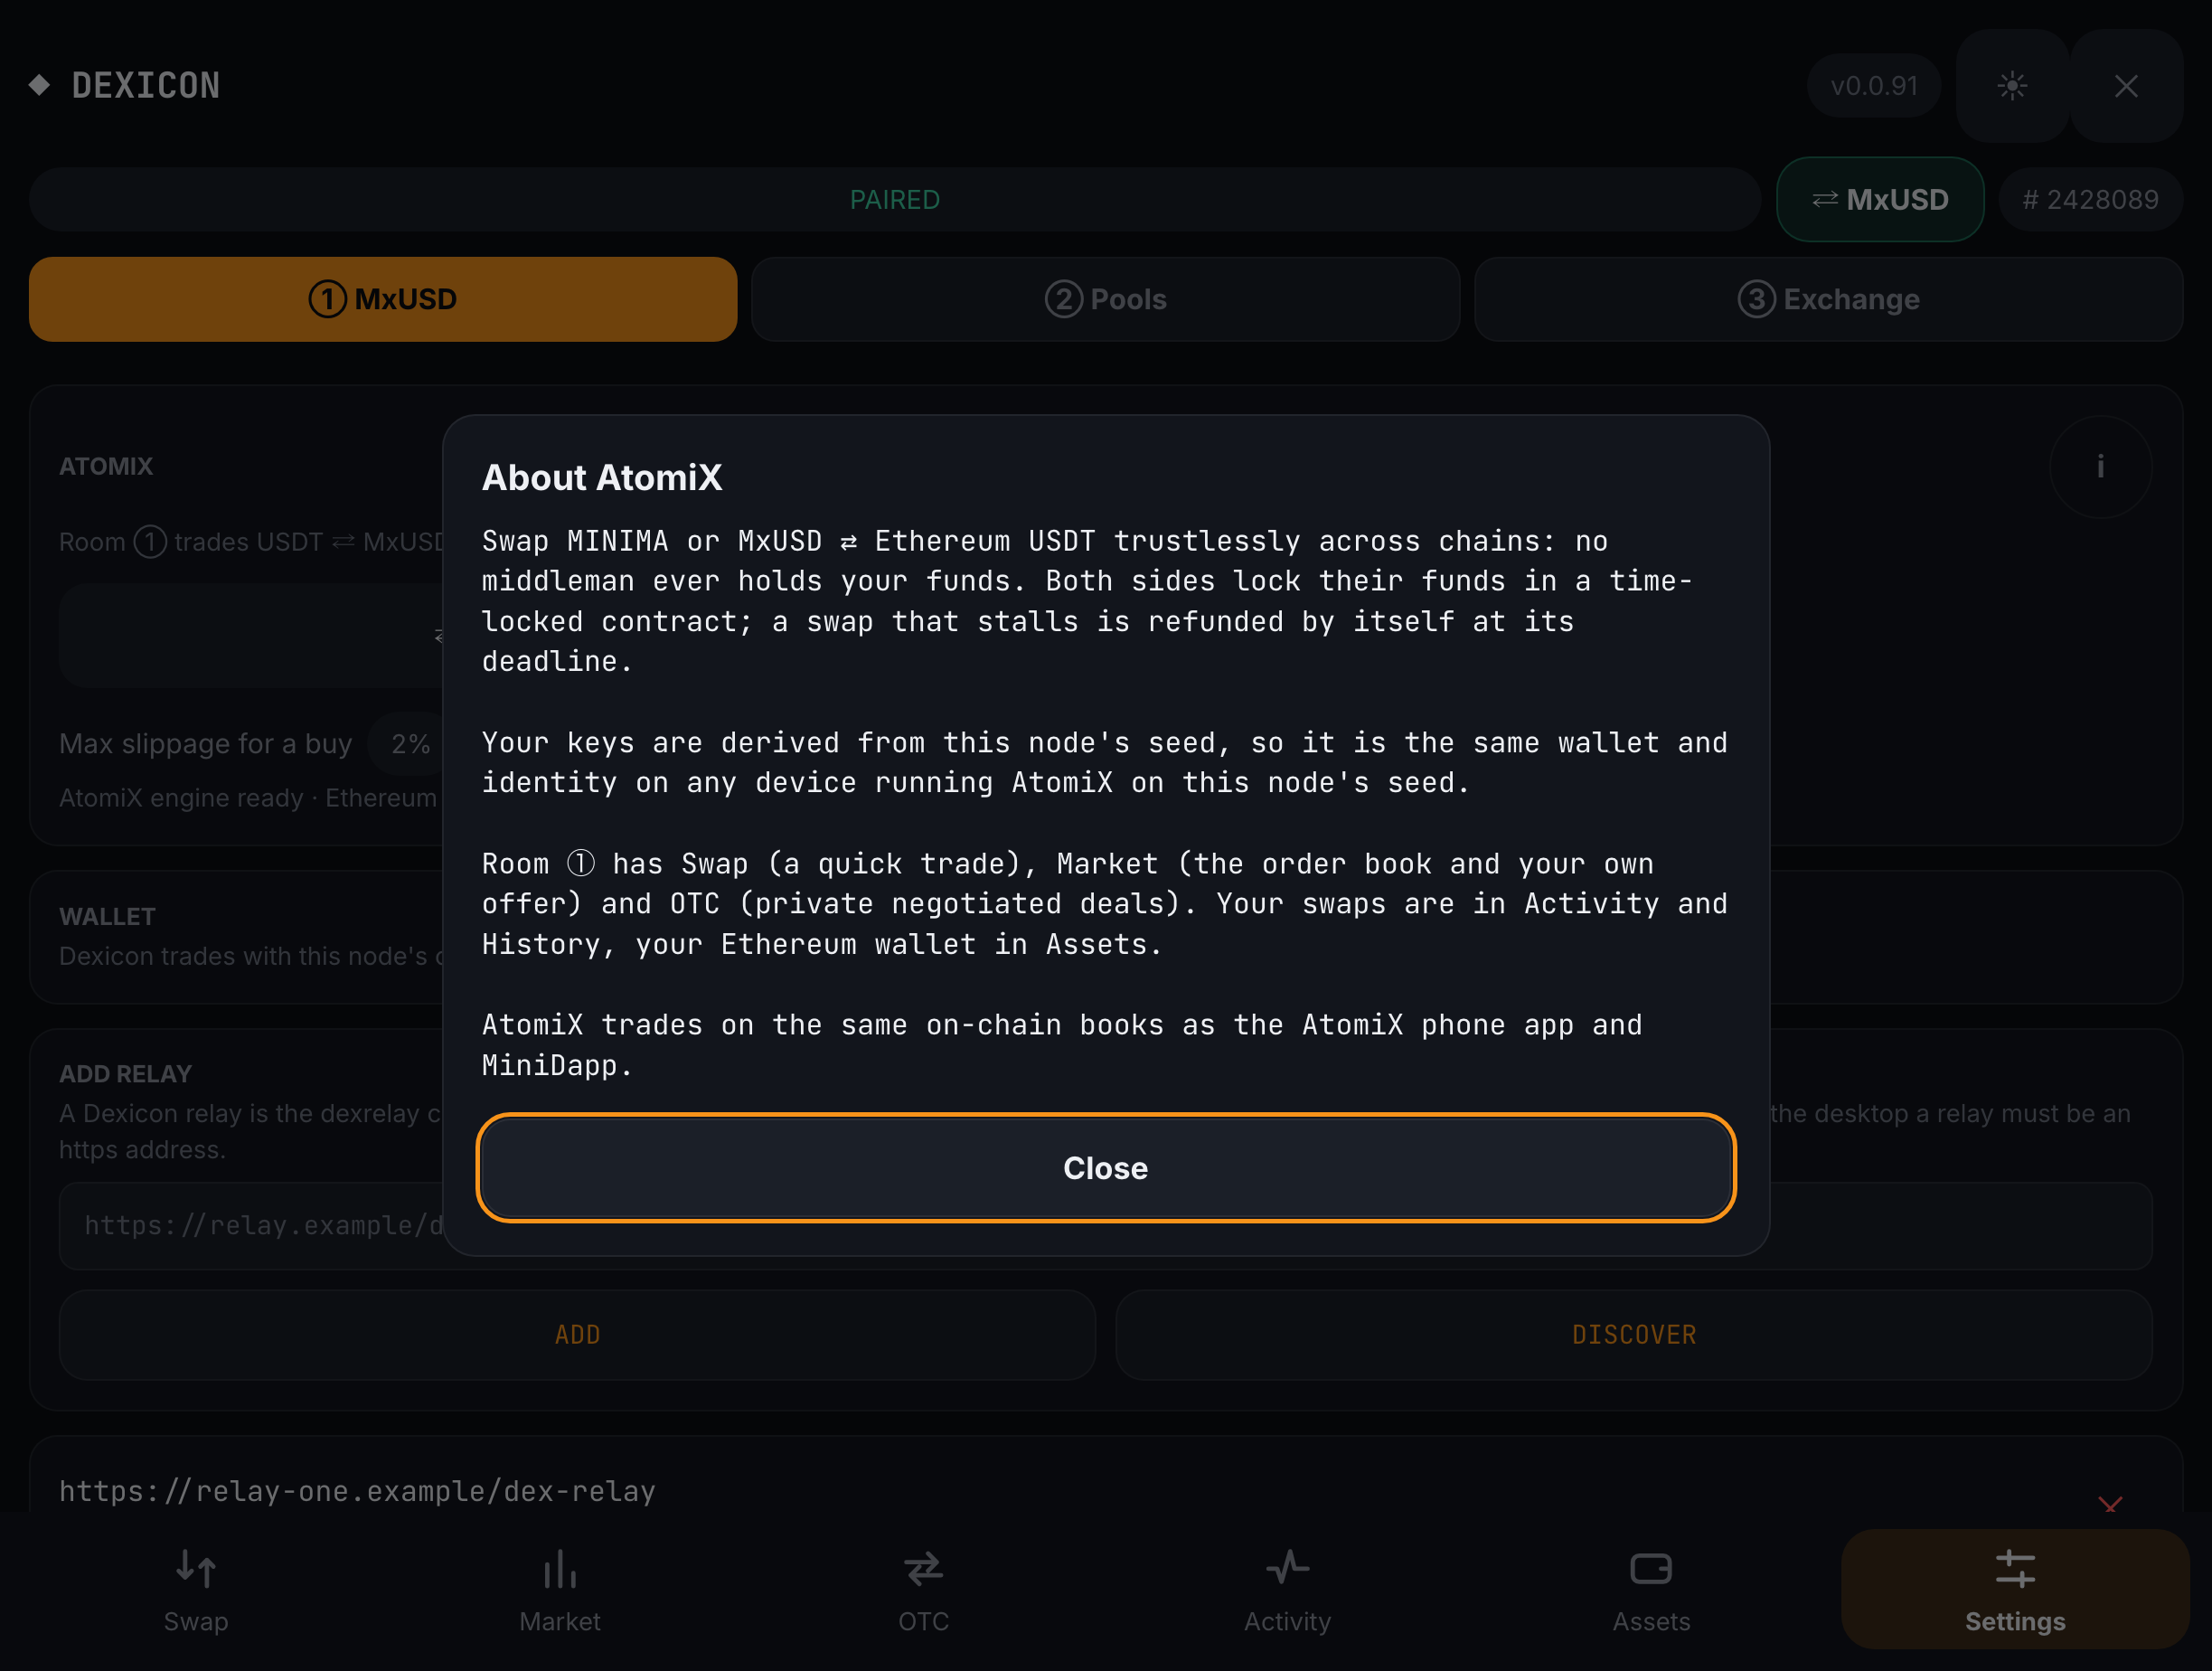 ◆ DEXICON
v0.0.91
PAIRED
⇄ MxUSD
# 2428089
① MxUSD
② Pools
③ Exchange
ATOMIX
i
Room ① trades USDT ⇄ MxUSD
Max slippage for a buy 2%
AtomiX engine ready · Ethereum
WALLET
Dexicon trades with this node's
ADD RELAY
A Dexicon relay is the dexrelay
the desktop a relay must be an
https address.
https://relay.example/d
ADD
DISCOVER
https://relay-one.example/dex-relay
About AtomiX
Swap MINIMA or MxUSD ⇄ Ethereum USDT trustlessly across chains: no
middleman ever holds your funds. Both sides lock their funds in a time-
locked contract; a swap that stalls is refunded by itself at its
deadline.
Your keys are derived from this node's seed, so it is the same wallet and
identity on any device running AtomiX on this node's seed.
Room ① has Swap (a quick trade), Market (the order book and your own
offer) and OTC (private negotiated deals). Your swaps are in Activity and
History, your Ethereum wallet in Assets.
AtomiX trades on the same on-chain books as the AtomiX phone app and
MiniDapp.
Close
Swap
Market
OTC
Activity
Assets
Settings